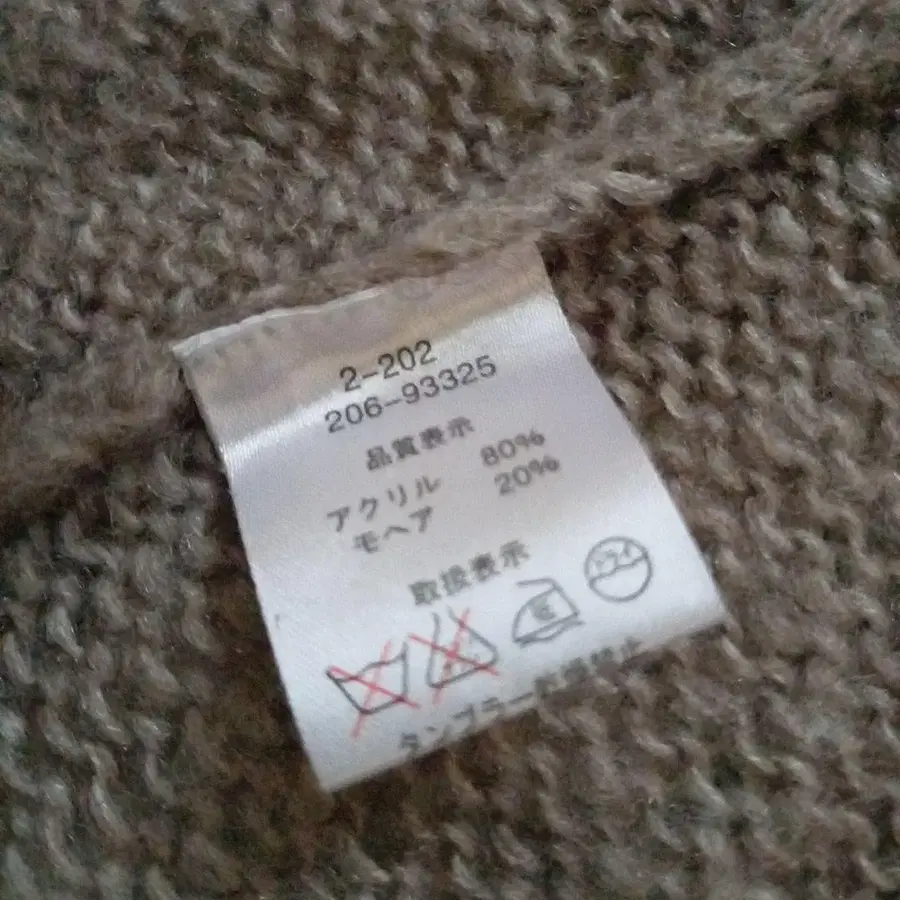 2-202
206-93325
品質表示
アクリル 80%
モヘア 20%
取扱表示
ドライ
タンブラー乾燥禁止